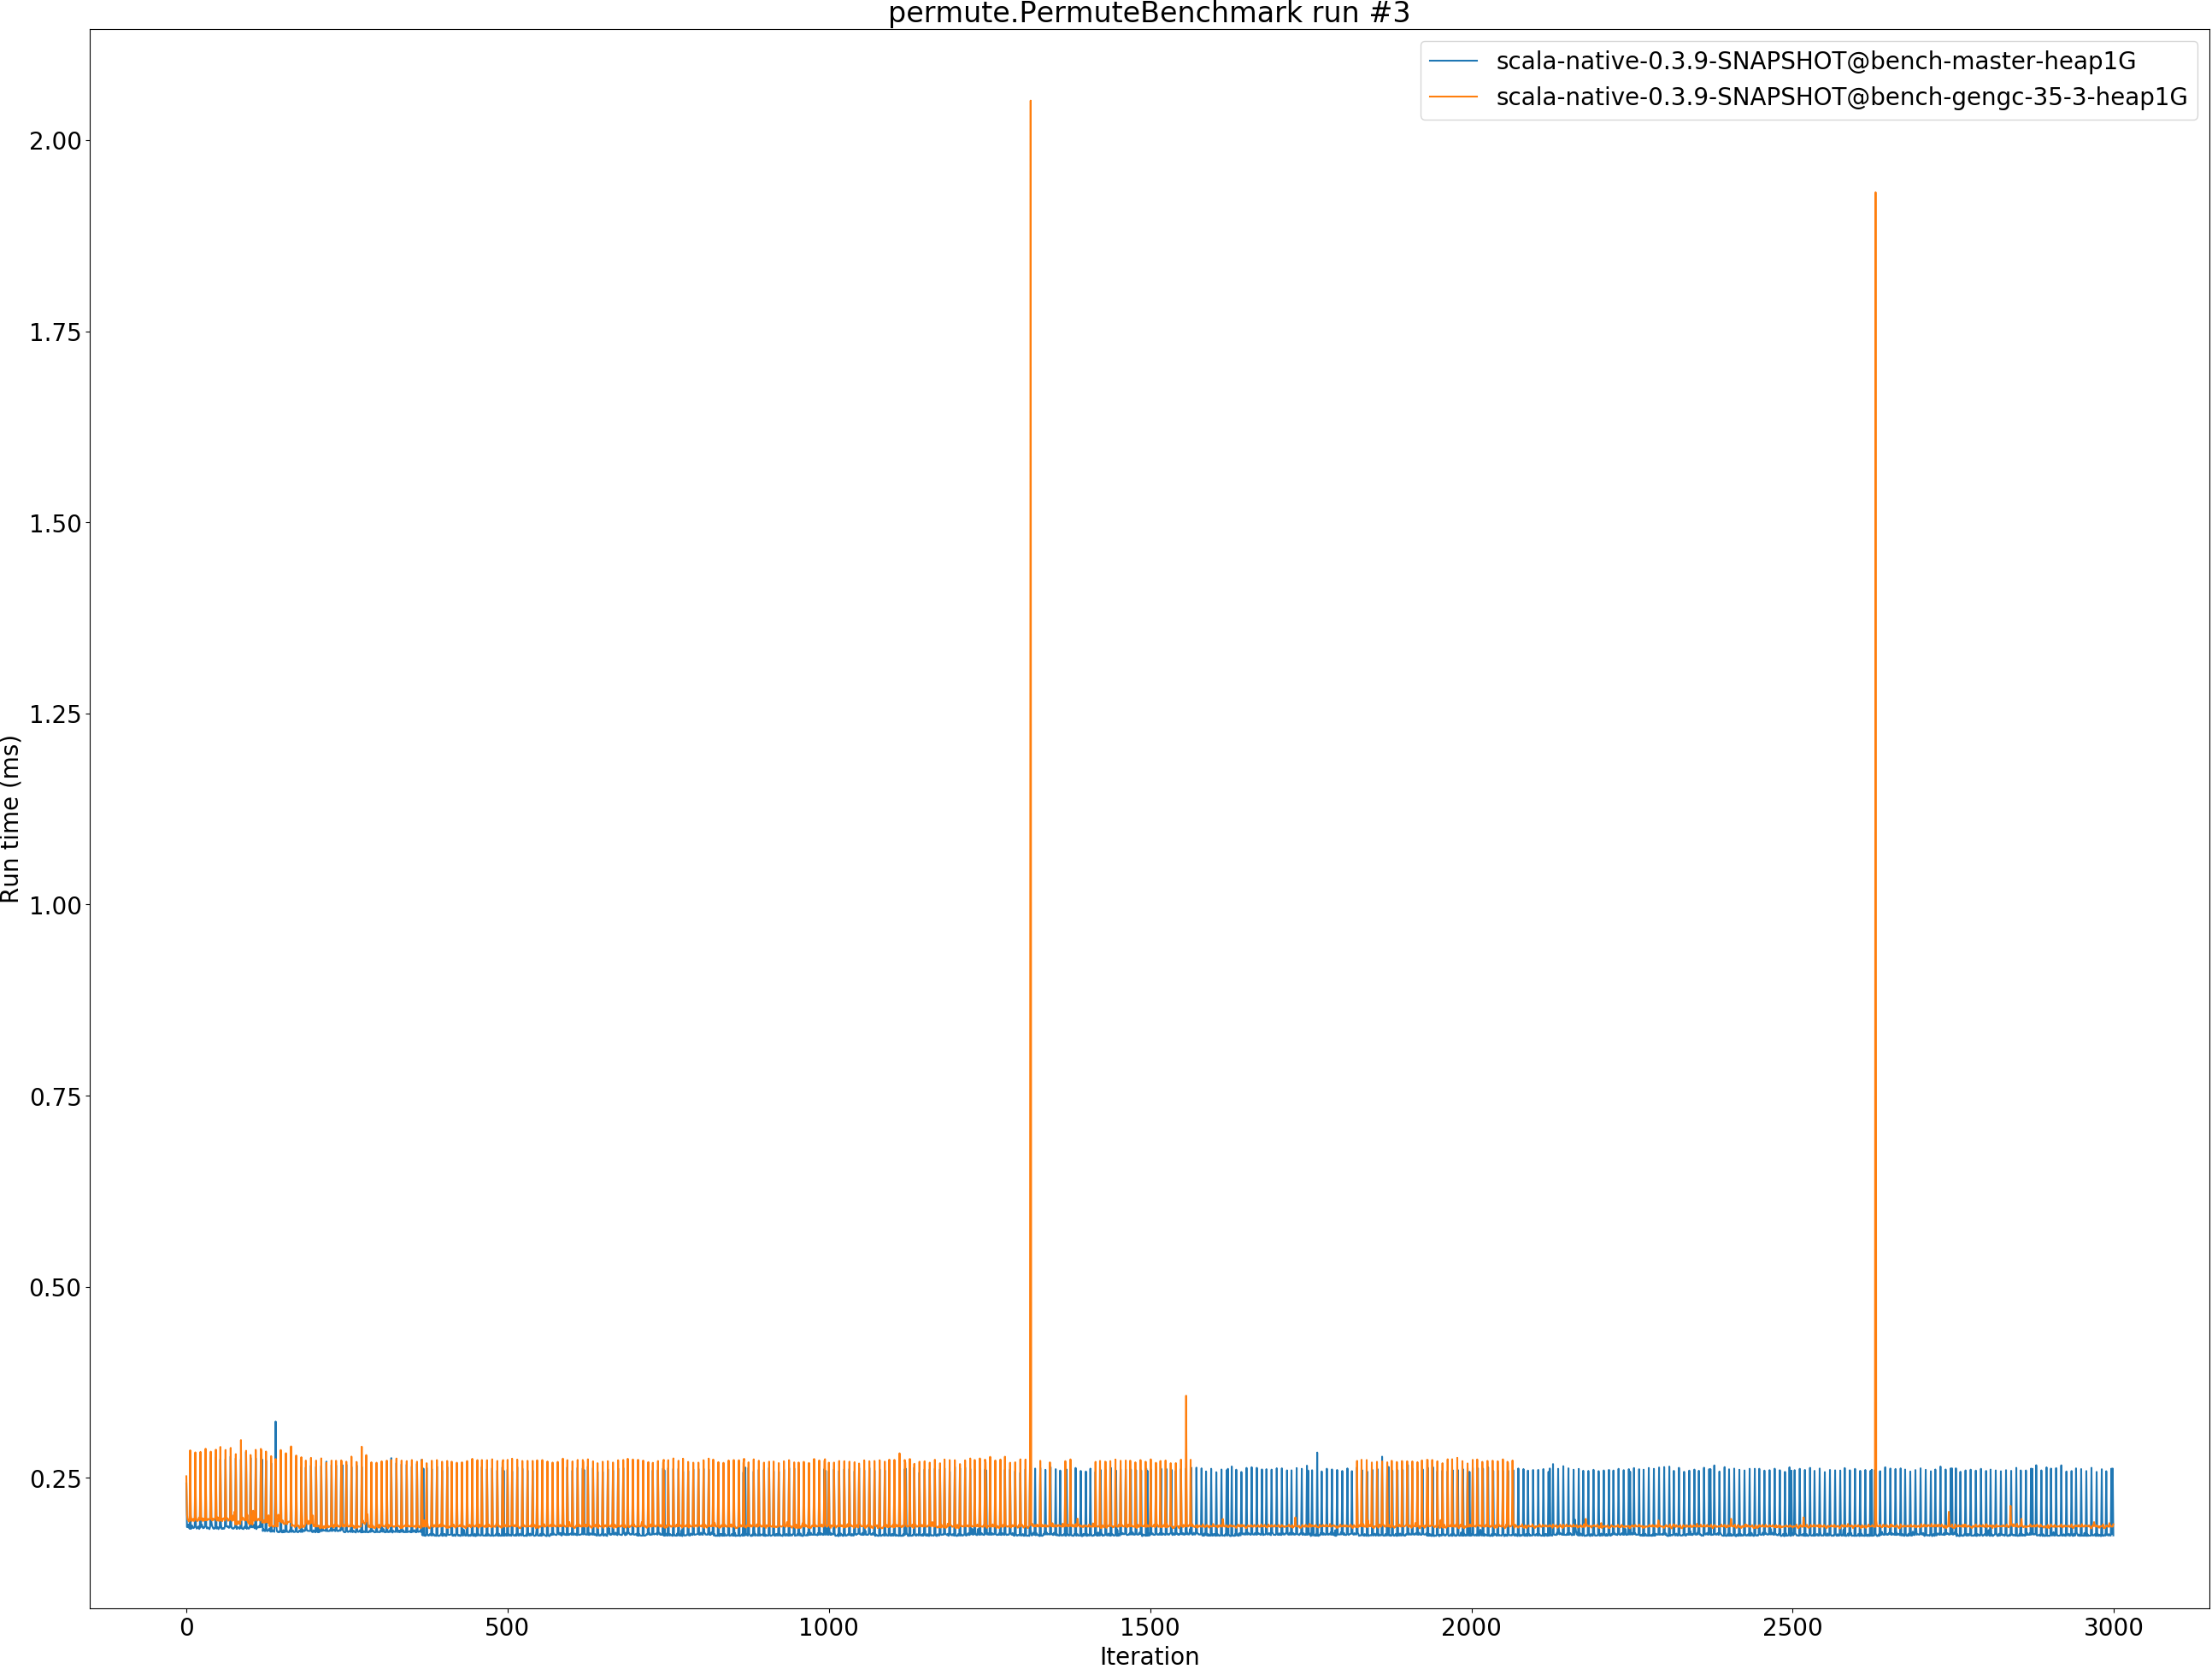 permute.PermuteBenchmark run #3
scala-native-0.3.9-SNAPSHOT@bench-master-heap1G
scala-native-0.3.9-SNAPSHOT@bench-gengc-35-3-heap1G
2.00
1.75
1.50
1.25
1.00
0.75
0.50
0.25
Run time (ms)
0 500 1000 1500 2000 2500 3000
Iteration